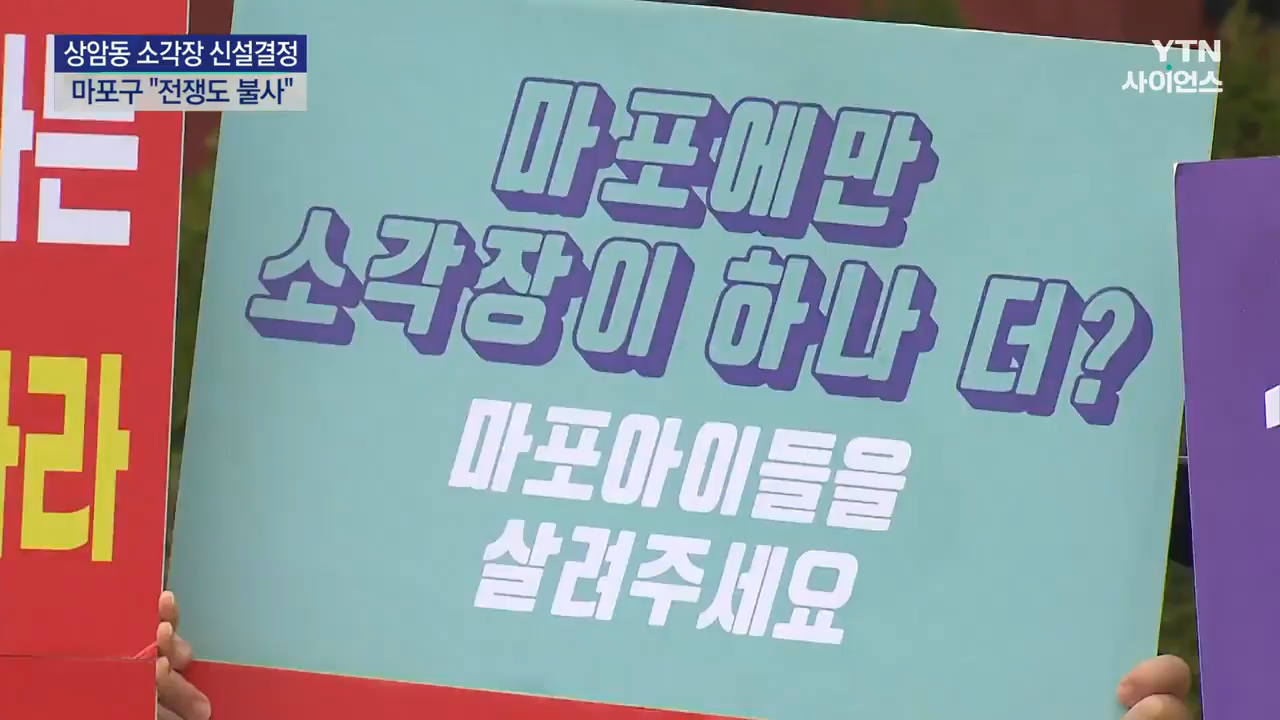 상암동 소각장 신설결정
마포구 "전쟁도 불사"
YTN
사이언스
마포에만
소각장이 하나 더?
마포아이들을
살려주세요
는
라